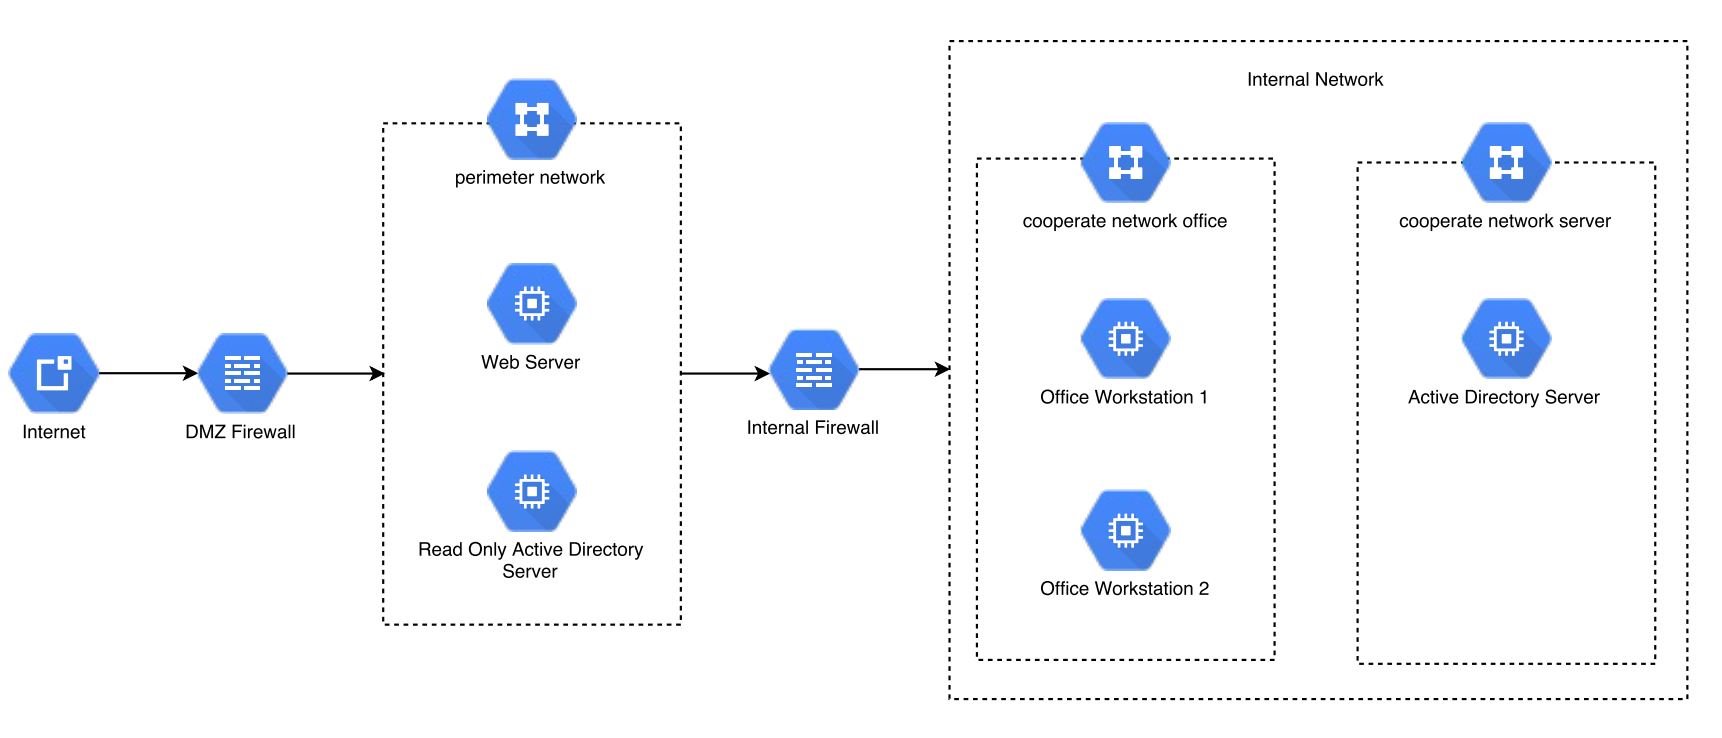 Internet
DMZ Firewall
perimeter network
Web Server
Read Only Active Directory
Server
Internal Firewall
Internal Network
cooperate network office
Office Workstation 1
Office Workstation 2
cooperate network server
Active Directory Server